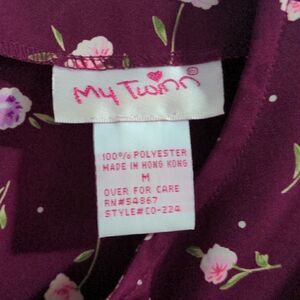 My Twinn
100% POLYESTER
MADE IN HONG KONG
M
OVER FOR CARE
RN#54867
STYLE#CO-224